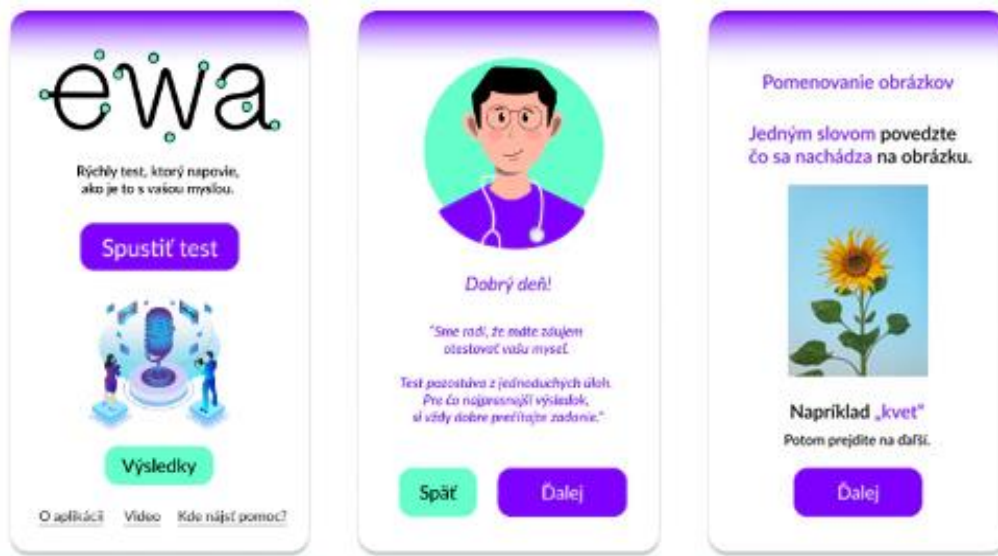 ewa
Rýchly test, ktorý napovie,
ako je to s vašou mysľou.
Spustiť test
Výsledky
O aplikácii Video Kde nájsť pomoc?
Dobrý deň!
"Sme radi, že máte záujem
otestovať vašu myseľ.
Test pozostáva z jednoduchých úloh.
Pre čo najpresnejší výsledok,
si vždy dobre prečítajte zadanie."
Späť Ďalej
Pomenovanie obrázkov
Jedným slovom povedzte
čo sa nachádza na obrázku.
Napríklad „kvet"
Potom prejdite na ďalší.
Ďalej